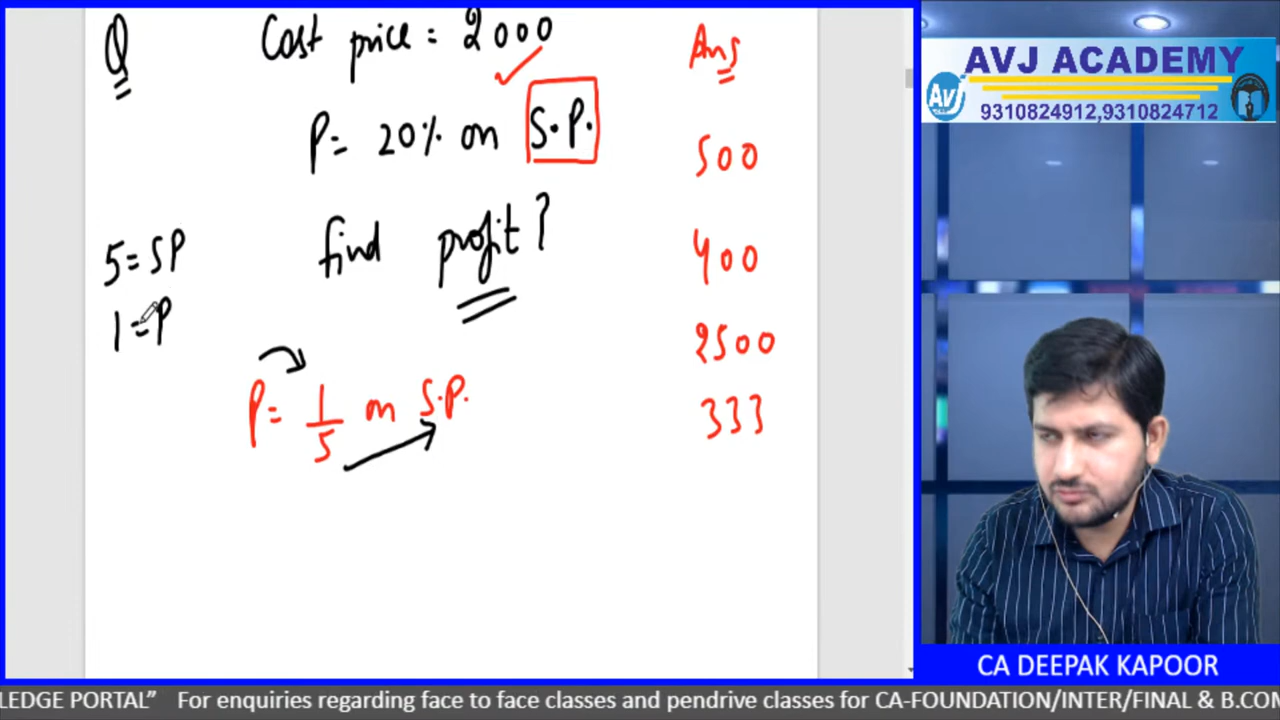 Q
Cost price = 2000
P = 20% on S.P.
find profit?
5 = SP
1 = P
P = 1/5 on S.P.
Ans
500
400
2500
333
AVJ ACADEMY
AVJ
9310824912,9310824712
CA DEEPAK KAPOOR
LEDGE PORTAL” For enquiries regarding face to face classes and pendrive classes for CA-FOUNDATION/INTER/FINAL & B.COM